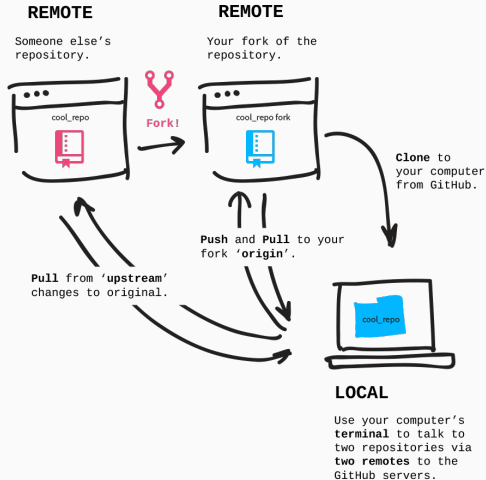 REMOTE
Someone else’s
repository.
REMOTE
Your fork of the
repository.
cool_repo
Fork!
cool_repo fork
Clone to
your computer
from GitHub.
Push and Pull to your
fork ‘origin’.
Pull from ‘upstream’
changes to original.
cool_repo
LOCAL
Use your computer’s
terminal to talk to
two repositories via
two remotes to the
GitHub servers.